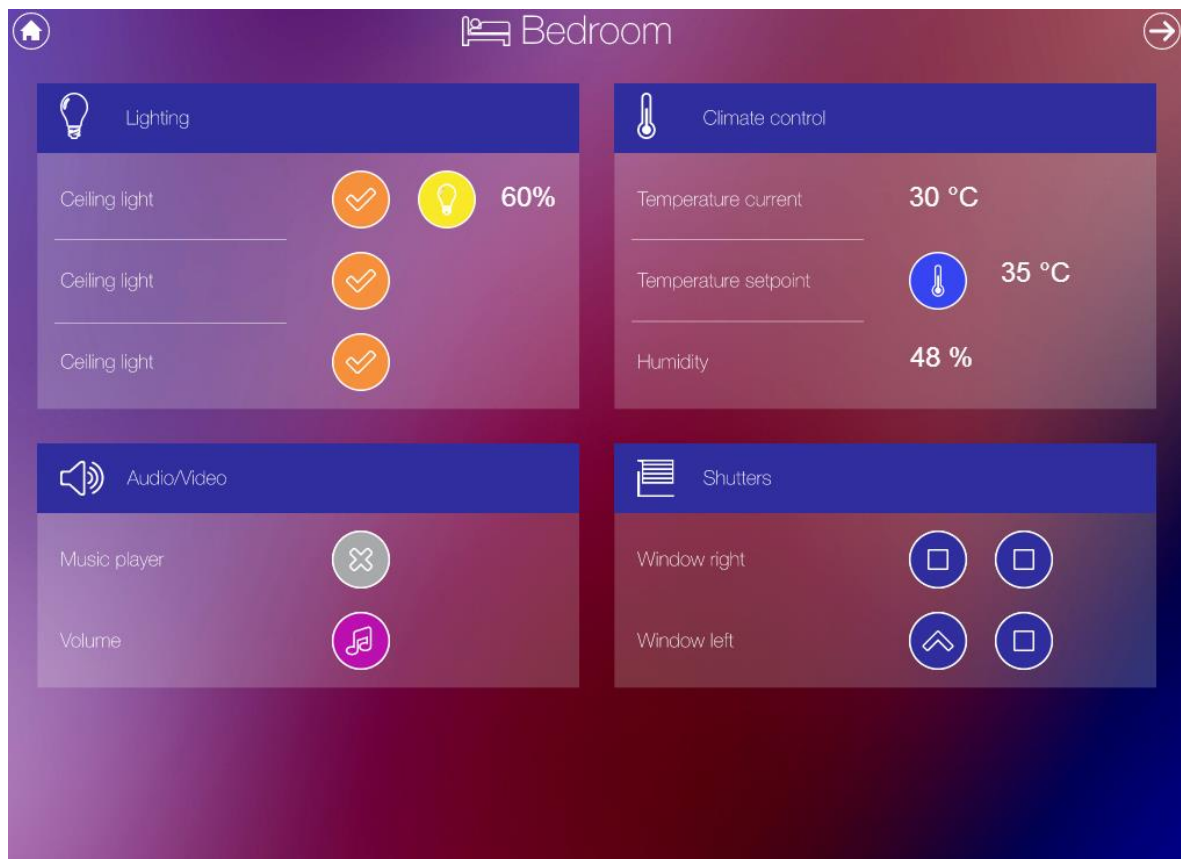 Bedroom
Lighting
Ceiling light 60%
Ceiling light
Ceiling light
Climate control
Temperature current 30 °C
Temperature setpoint 35 °C
Humidity 48 %
Audio/Video
Music player
Volume
Shutters
Window right
Window left